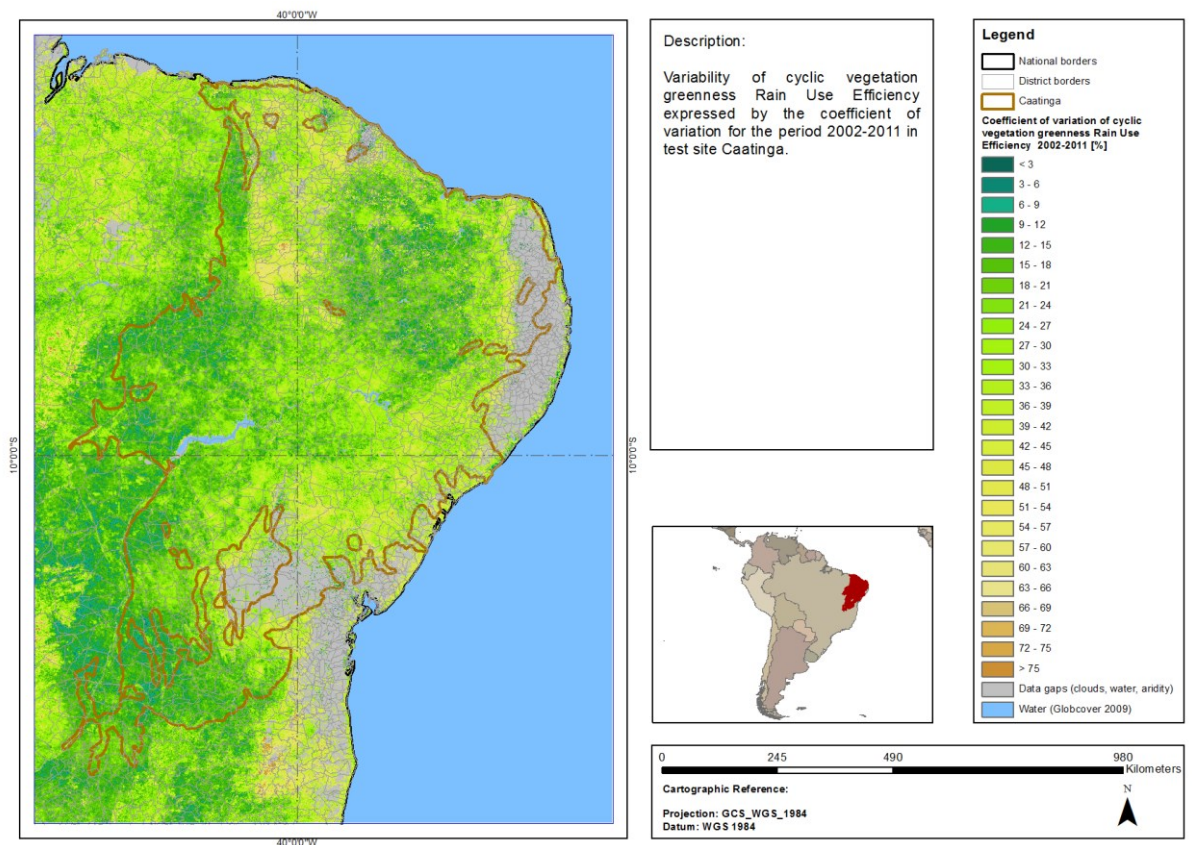 40°0'0"W
10°0'0"S
10°0'0"S
40°0'0"W
Description:
Variability of cyclic vegetation
greenness Rain Use Efficiency
expressed by the coefficient of
variation for the period 2002-2011 in
test site Caatinga.
Legend
National borders
District borders
Caatinga
Coefficient of variation of cyclic
vegetation greenness Rain Use
Efficiency 2002-2011 [%]
< 3
3 - 6
6 - 9
9 - 12
12 - 15
15 - 18
18 - 21
21 - 24
24 - 27
27 - 30
30 - 33
33 - 36
36 - 39
39 - 42
42 - 45
45 - 48
48 - 51
51 - 54
54 - 57
57 - 60
60 - 63
63 - 66
66 - 69
69 - 72
72 - 75
> 75
Data gaps (clouds, water, aridity)
Water (Globcover 2009)
0 245 490 980
Kilometers
Cartographic Reference:
N
Projection: GCS_WGS_1984
Datum: WGS 1984